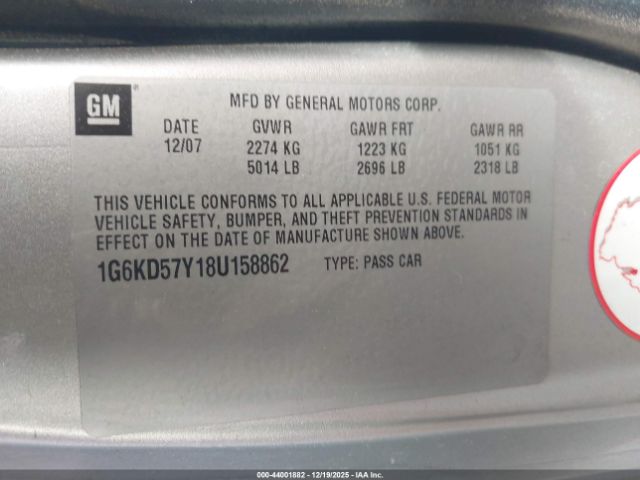 GM
MFD BY GENERAL MOTORS CORP.
DATE GVWR GAWR FRT GAWR RR
12/07 2274 KG 1223 KG 1051 KG
5014 LB 2696 LB 2318 LB
THIS VEHICLE CONFORMS TO ALL APPLICABLE U.S. FEDERAL MOTOR
VEHICLE SAFETY, BUMPER, AND THEFT PREVENTION STANDARDS IN
EFFECT ON THE DATE OF MANUFACTURE SHOWN ABOVE.
1G6KD57Y18U158862 TYPE: PASS CAR
000-44001882 - 12/19/2025 - IAA Inc.